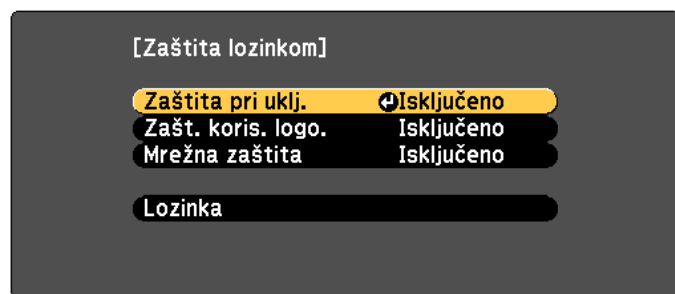 [Zaštita lozinkom]
Zaštita pri uklj. Isključeno
Zašt. koris. logo. Isključeno
Mrežna zaštita Isključeno
Lozinka